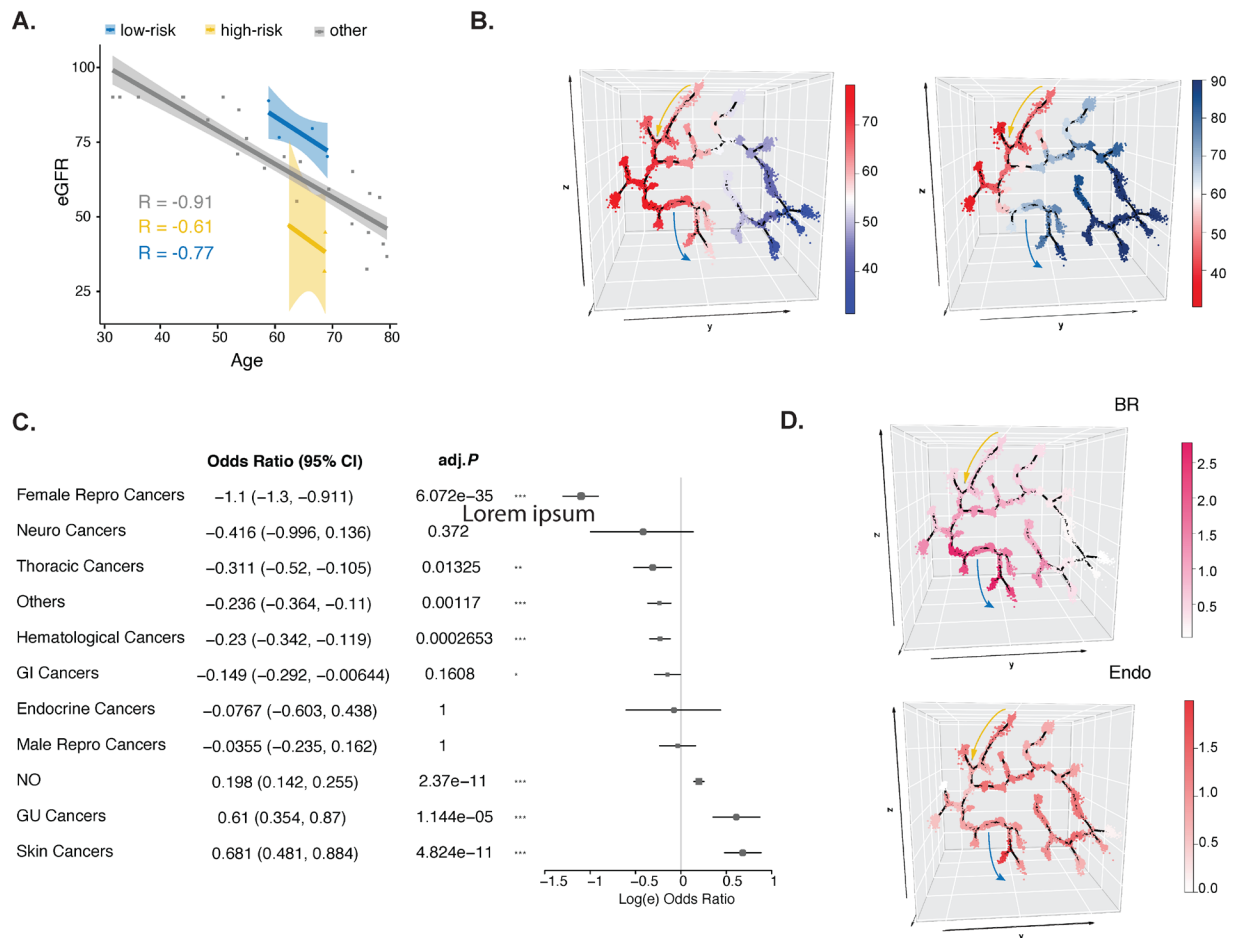 A.
low-risk high-risk other
100
75
50
25
eGFR
R = -0.91
R = -0.61
R = -0.77
30 40 50 60 70 80
Age
B.
z
y
70
60
50
40
z
y
90
80
70
60
50
40
C.
Odds Ratio (95% CI) adj.P
Female Repro Cancers −1.1 (−1.3, −0.911) 6.072e−35 ***
Lorem ipsum
Neuro Cancers −0.416 (−0.996, 0.136) 0.372
Thoracic Cancers −0.311 (−0.52, −0.105) 0.01325 **
Others −0.236 (−0.364, −0.11) 0.00117 ***
Hematological Cancers −0.23 (−0.342, −0.119) 0.0002653 ***
GI Cancers −0.149 (−0.292, −0.00644) 0.1608 *
Endocrine Cancers −0.0767 (−0.603, 0.438) 1
Male Repro Cancers −0.0355 (−0.235, 0.162) 1
NO 0.198 (0.142, 0.255) 2.37e−11 ***
GU Cancers 0.61 (0.354, 0.87) 1.144e−05 ***
Skin Cancers 0.681 (0.481, 0.884) 4.824e−11 ***
−1.5 −1 −0.5 0 0.5 1
Log(e) Odds Ratio
D.
BR
z
y
2.5
2.0
1.5
1.0
0.5
Endo
z
y
1.5
1.0
0.5
0.0